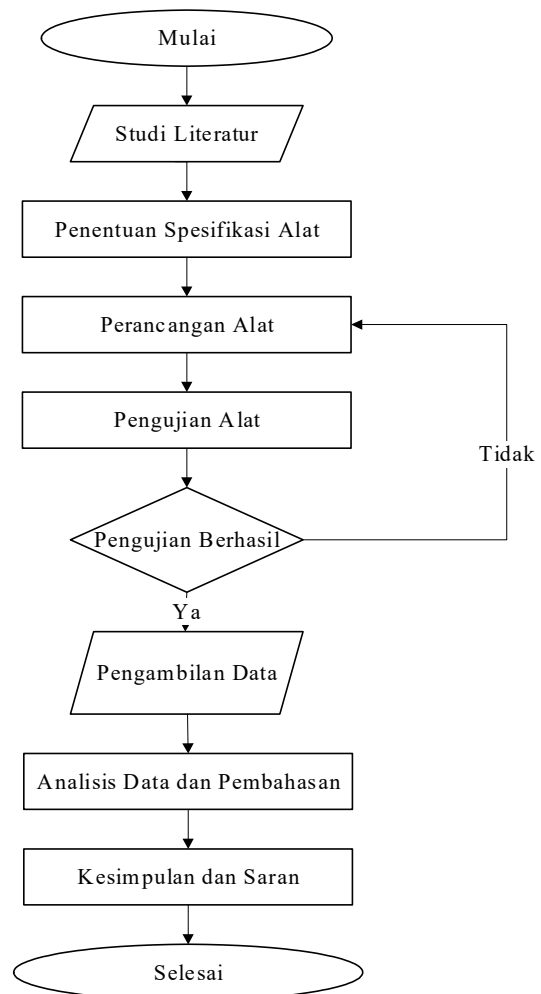 Mulai
Studi Literatur
Penentuan Spesifikasi Alat
Perancangan Alat
Pengujian Alat
Tidak
Pengujian Berhasil
Ya
Pengambilan Data
Analisis Data dan Pembahasan
Kesimpulan dan Saran
Selesai